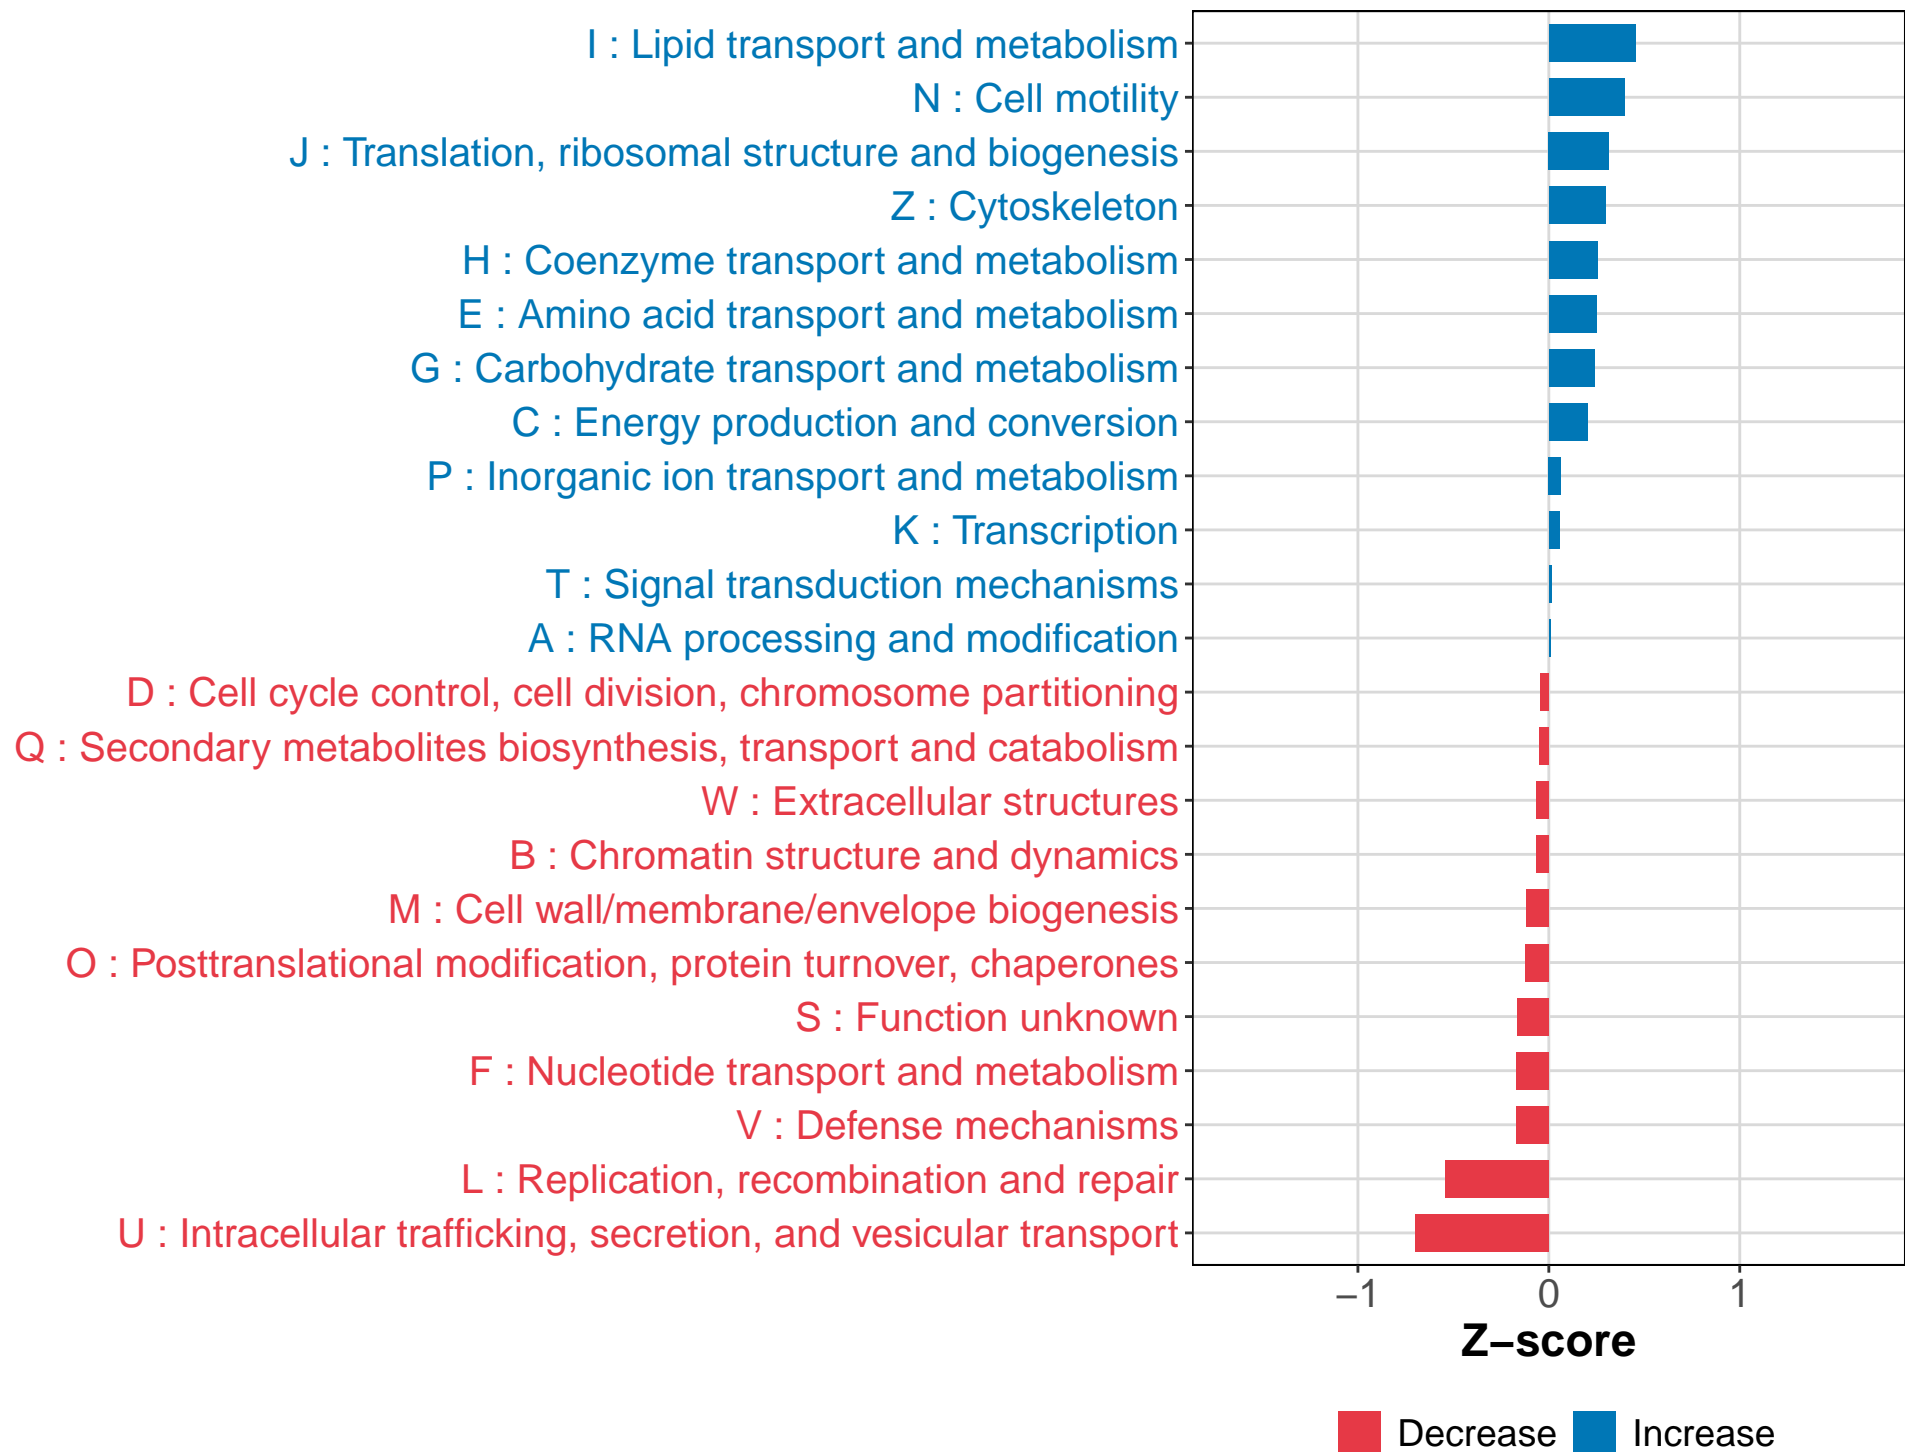 I : Lipid transport and metabolism
N : Cell motility
J : Translation, ribosomal structure and biogenesis
Z : Cytoskeleton
H : Coenzyme transport and metabolism
E : Amino acid transport and metabolism
G : Carbohydrate transport and metabolism
C : Energy production and conversion
P : Inorganic ion transport and metabolism
K : Transcription
T : Signal transduction mechanisms
A : RNA processing and modification
D : Cell cycle control, cell division, chromosome partitioning
Q : Secondary metabolites biosynthesis, transport and catabolism
W : Extracellular structures
B : Chromatin structure and dynamics
M : Cell wall/membrane/envelope biogenesis
O : Posttranslational modification, protein turnover, chaperones
S : Function unknown
F : Nucleotide transport and metabolism
V : Defense mechanisms
L : Replication, recombination and repair
U : Intracellular trafficking, secretion, and vesicular transport
−1 0 1
Z−score
Decrease Increase